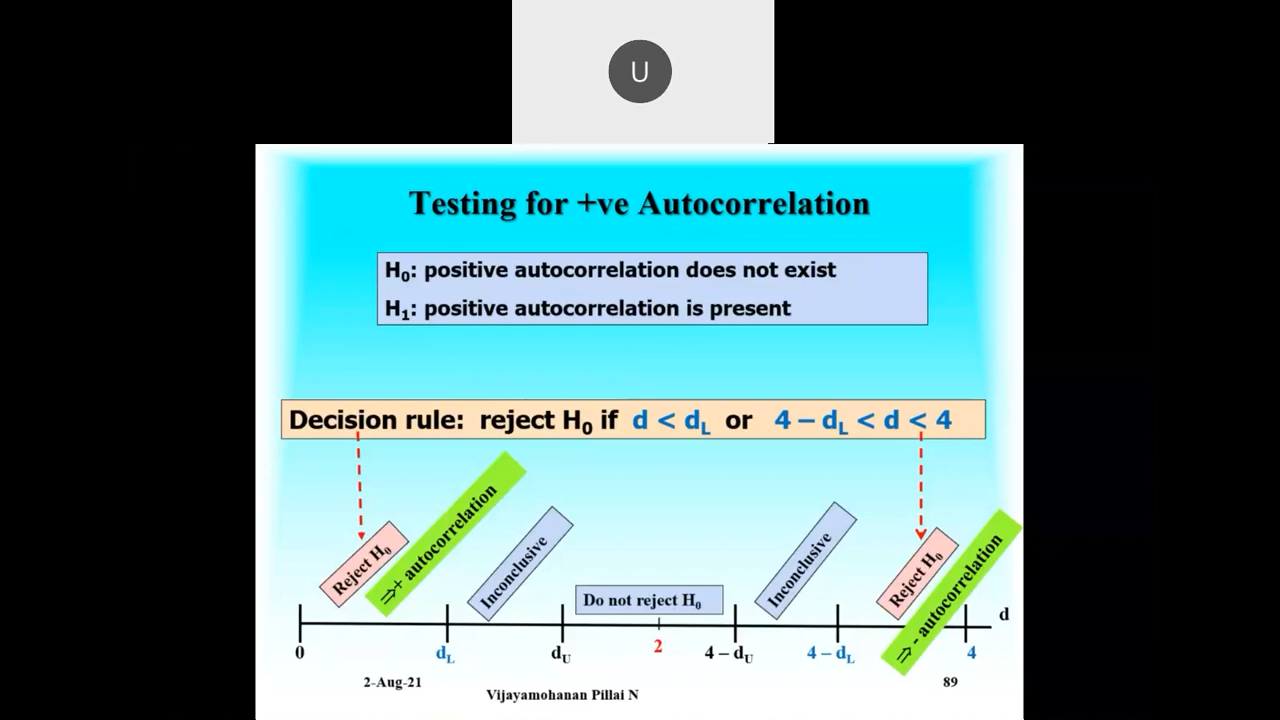 U
Testing for +ve Autocorrelation
H₀: positive autocorrelation does not exist
H₁: positive autocorrelation is present
Decision rule: reject H₀ if d < d_L or 4 – d_L < d < 4
Reject H₀
⇒+ autocorrelation
Inconclusive
Do not reject H₀
Inconclusive
Reject H₀
⇒- autocorrelation
d
0 d_L d_U 2 4 – d_U 4 – d_L 4
2-Aug-21
Vijayamohanan Pillai N
89